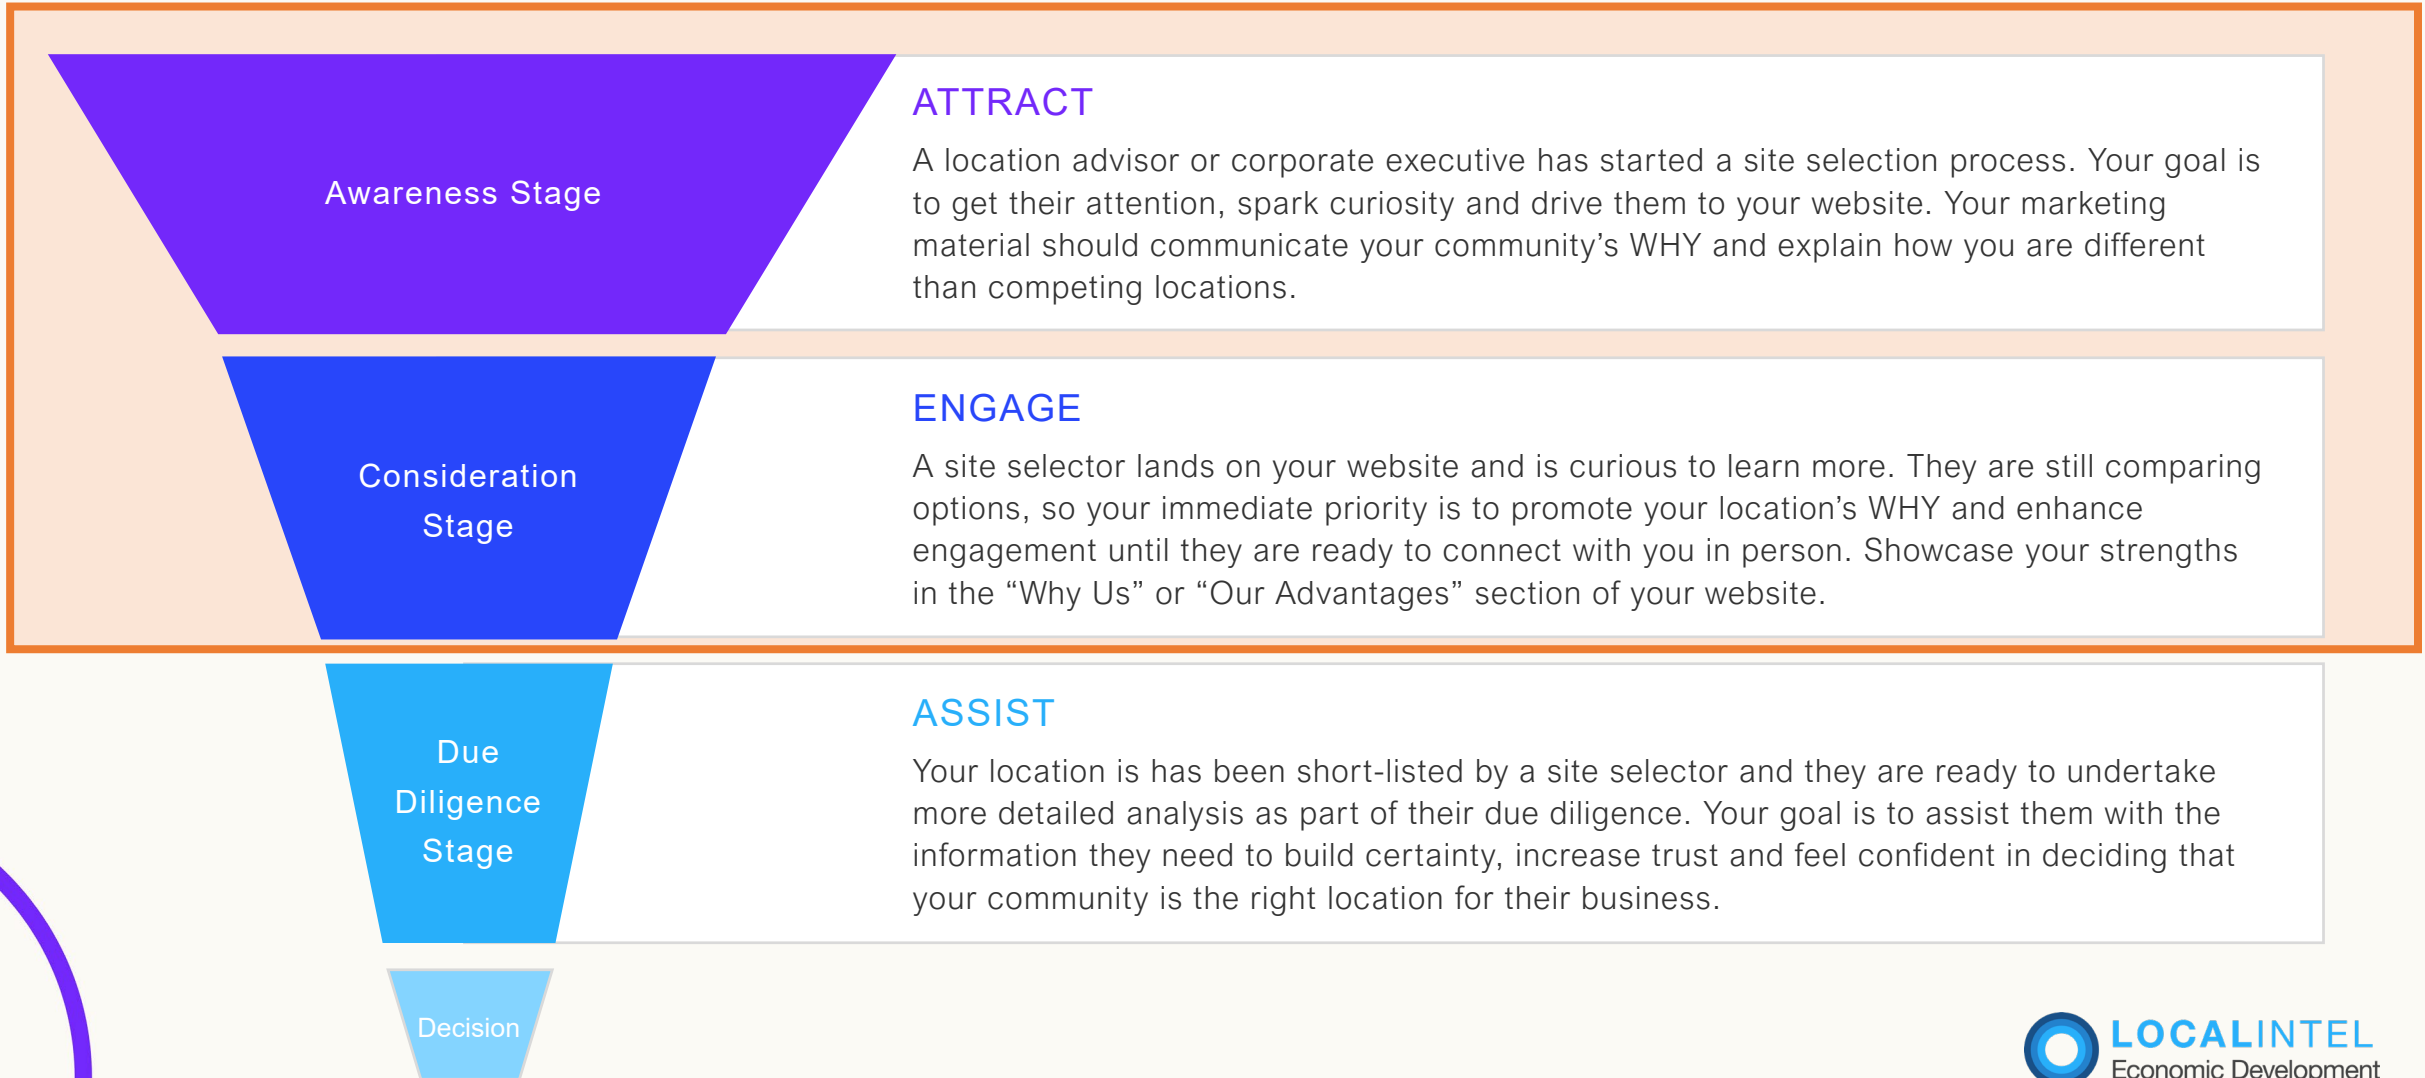 Awareness Stage
ATTRACT
A location advisor or corporate executive has started a site selection process. Your goal is
to get their attention, spark curiosity and drive them to your website. Your marketing
material should communicate your community’s WHY and explain how you are different
than competing locations.
Consideration
Stage
ENGAGE
A site selector lands on your website and is curious to learn more. They are still comparing
options, so your immediate priority is to promote your location’s WHY and enhance
engagement until they are ready to connect with you in person. Showcase your strengths
in the “Why Us” or “Our Advantages” section of your website.
Due
Diligence
Stage
ASSIST
Your location is has been short-listed by a site selector and they are ready to undertake
more detailed analysis as part of their due diligence. Your goal is to assist them with the
information they need to build certainty, increase trust and feel confident in deciding that
your community is the right location for their business.
Decision
LOCALINTEL
Economic Development